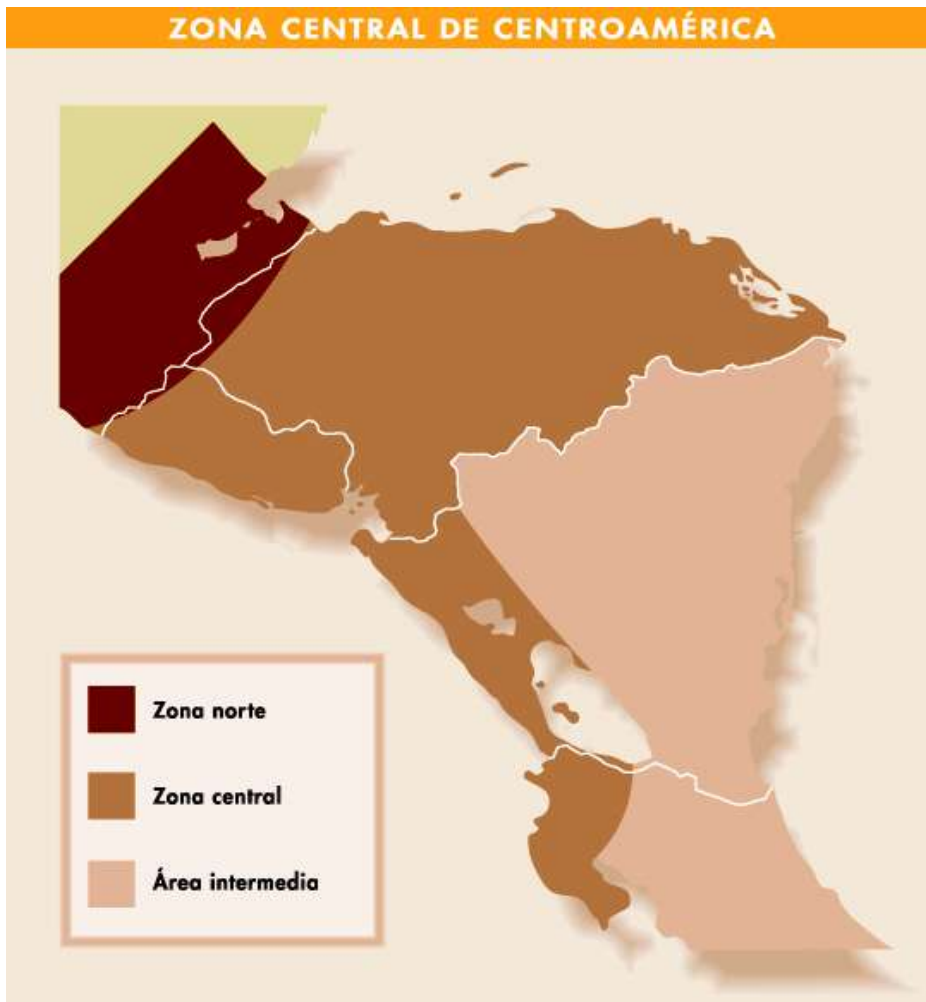 ZONA CENTRAL DE CENTROAMÉRICA
Zona norte
Zona central
Área intermedia